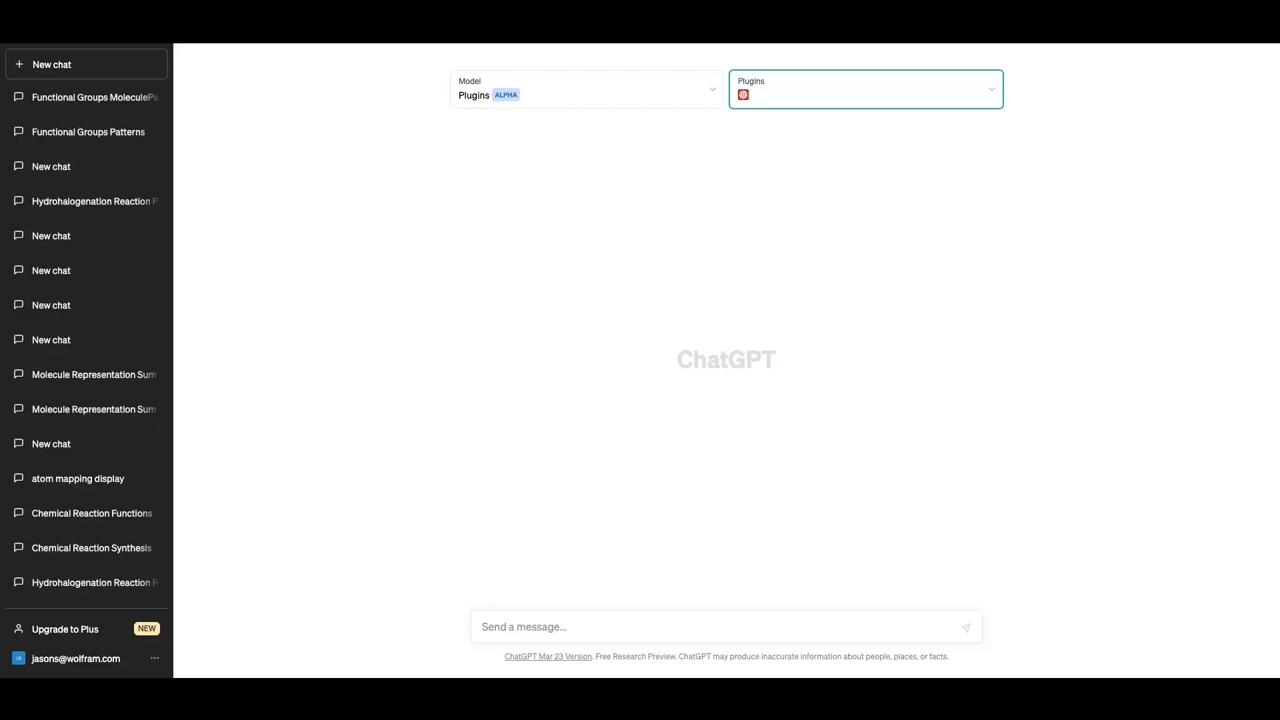 New chat
Functional Groups MoleculePa
Functional Groups Patterns
New chat
Hydrohalogenation Reaction P
New chat
New chat
New chat
New chat
Molecule Representation Sum
Molecule Representation Sum
New chat
atom mapping display
Chemical Reaction Functions
Chemical Reaction Synthesis
Hydrohalogenation Reaction P
Upgrade to Plus NEW
jasons@wolfram.com
Model
Plugins ALPHA
Plugins
ChatGPT
Send a message...
ChatGPT Mar 23 Version. Free Research Preview. ChatGPT may produce inaccurate information about people, places, or facts.